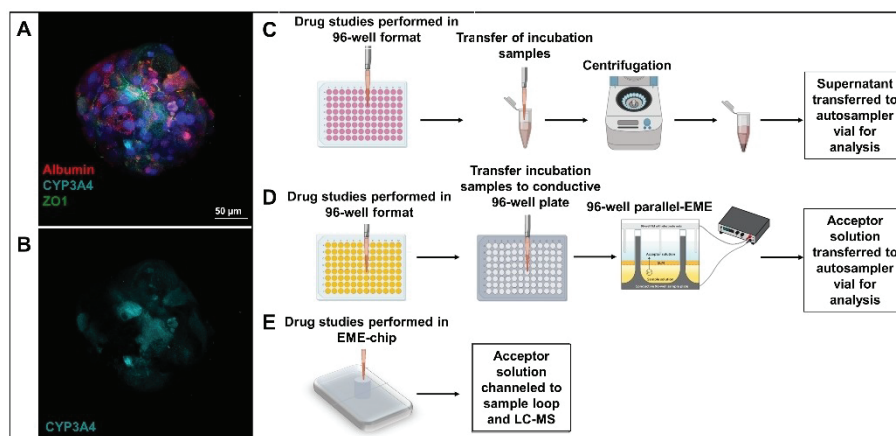 A
Albumin
CYP3A4
ZO1
50 µm
B
CYP3A4
C
Drug studies performed in
96-well format
Transfer of incubation
samples
Centrifugation
Supernatant
transferred to
autosampler
vial for
analysis
D
Drug studies performed in
96-well format
Transfer incubation
samples to conductive
96-well plate
96-well parallel-EME
Acceptor solution
Acceptor
solution
transferred to
autosampler
vial for
analysis
E
Drug studies performed in
EME-chip
Acceptor
solution
channeled to
sample loop
and LC-MS